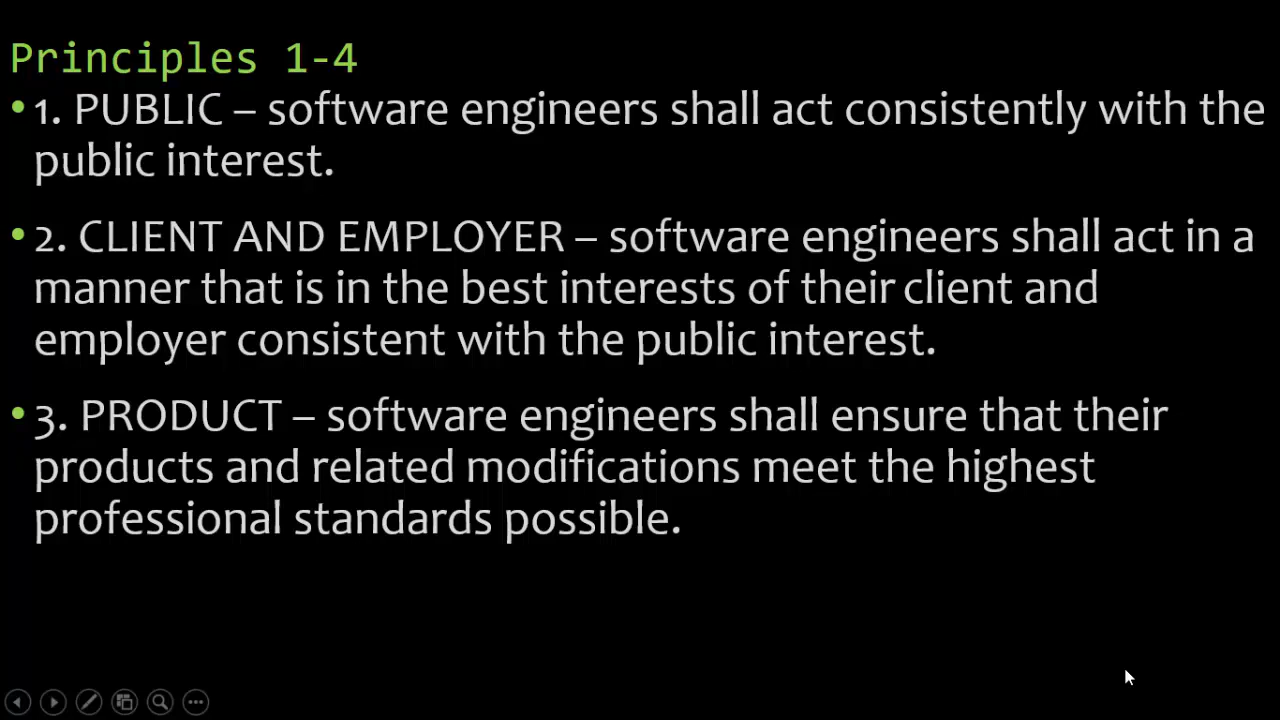 Principles 1-4
• 1. PUBLIC – software engineers shall act consistently with the
public interest.
• 2. CLIENT AND EMPLOYER – software engineers shall act in a
manner that is in the best interests of their client and
employer consistent with the public interest.
• 3. PRODUCT – software engineers shall ensure that their
products and related modifications meet the highest
professional standards possible.